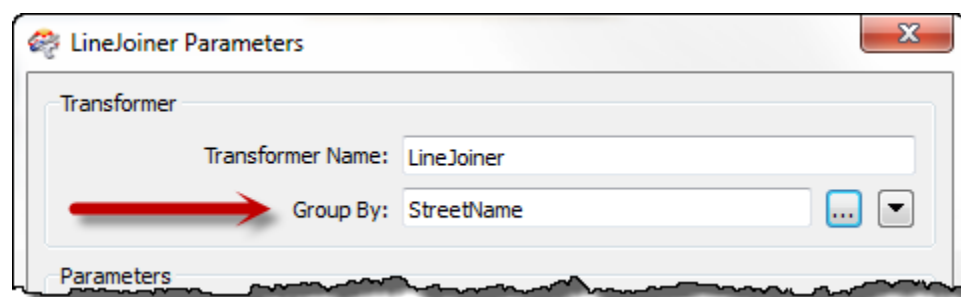 LineJoiner Parameters
Transformer
Transformer Name: LineJoiner
Group By: StreetName ...
Parameters